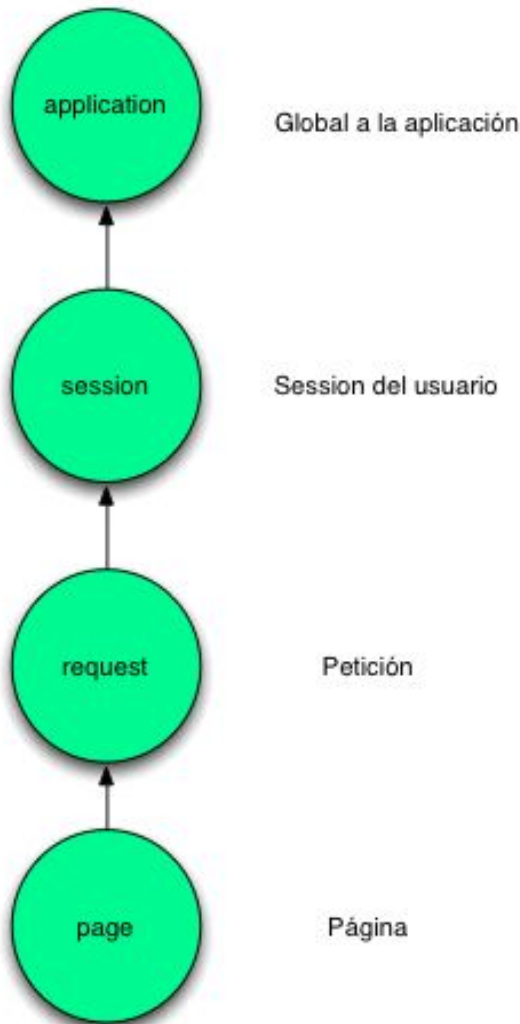 application
Global a la aplicación
session
Session del usuario
request
Petición
page
Página